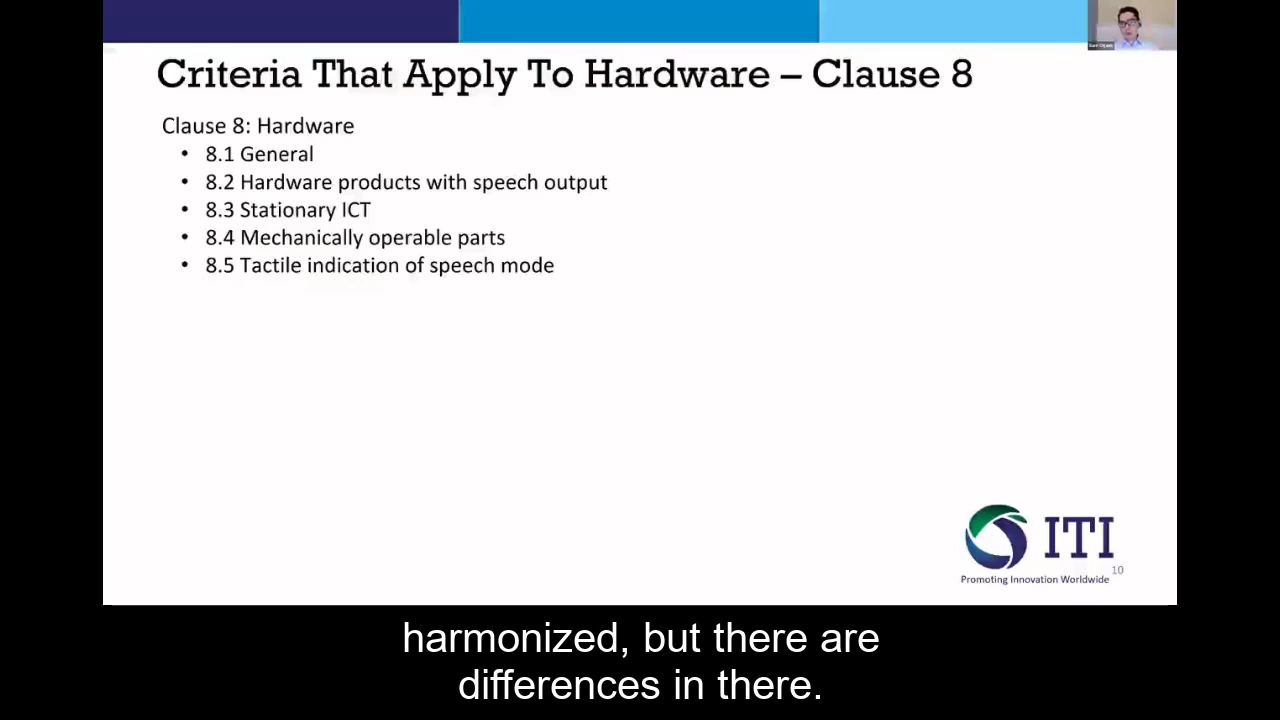 Criteria That Apply To Hardware – Clause 8
Clause 8: Hardware
• 8.1 General
• 8.2 Hardware products with speech output
• 8.3 Stationary ICT
• 8.4 Mechanically operable parts
• 8.5 Tactile indication of speech mode
ITI
10
Promoting Innovation Worldwide
harmonized, but there are
differences in there.